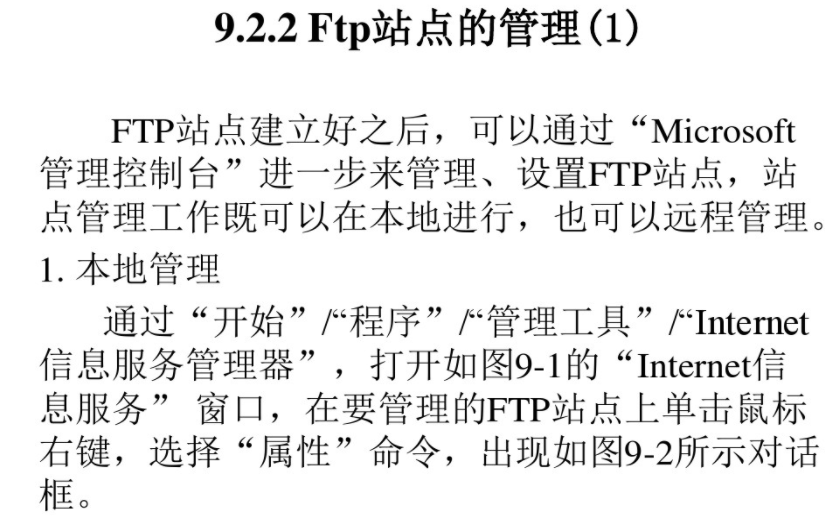 9.2.2 Ftp站点的管理(1)
FTP站点建立好之后，可以通过“Microsoft
管理控制台”进一步来管理、设置FTP站点，站
点管理工作既可以在本地进行，也可以远程管理。
1. 本地管理
通过“开始”/“程序”/“管理工具”/“Internet
信息服务管理器”，打开如图9-1的“Internet信
息服务” 窗口，在要管理的FTP站点上单击鼠标
右键，选择“属性”命令，出现如图9-2所示对话
框。